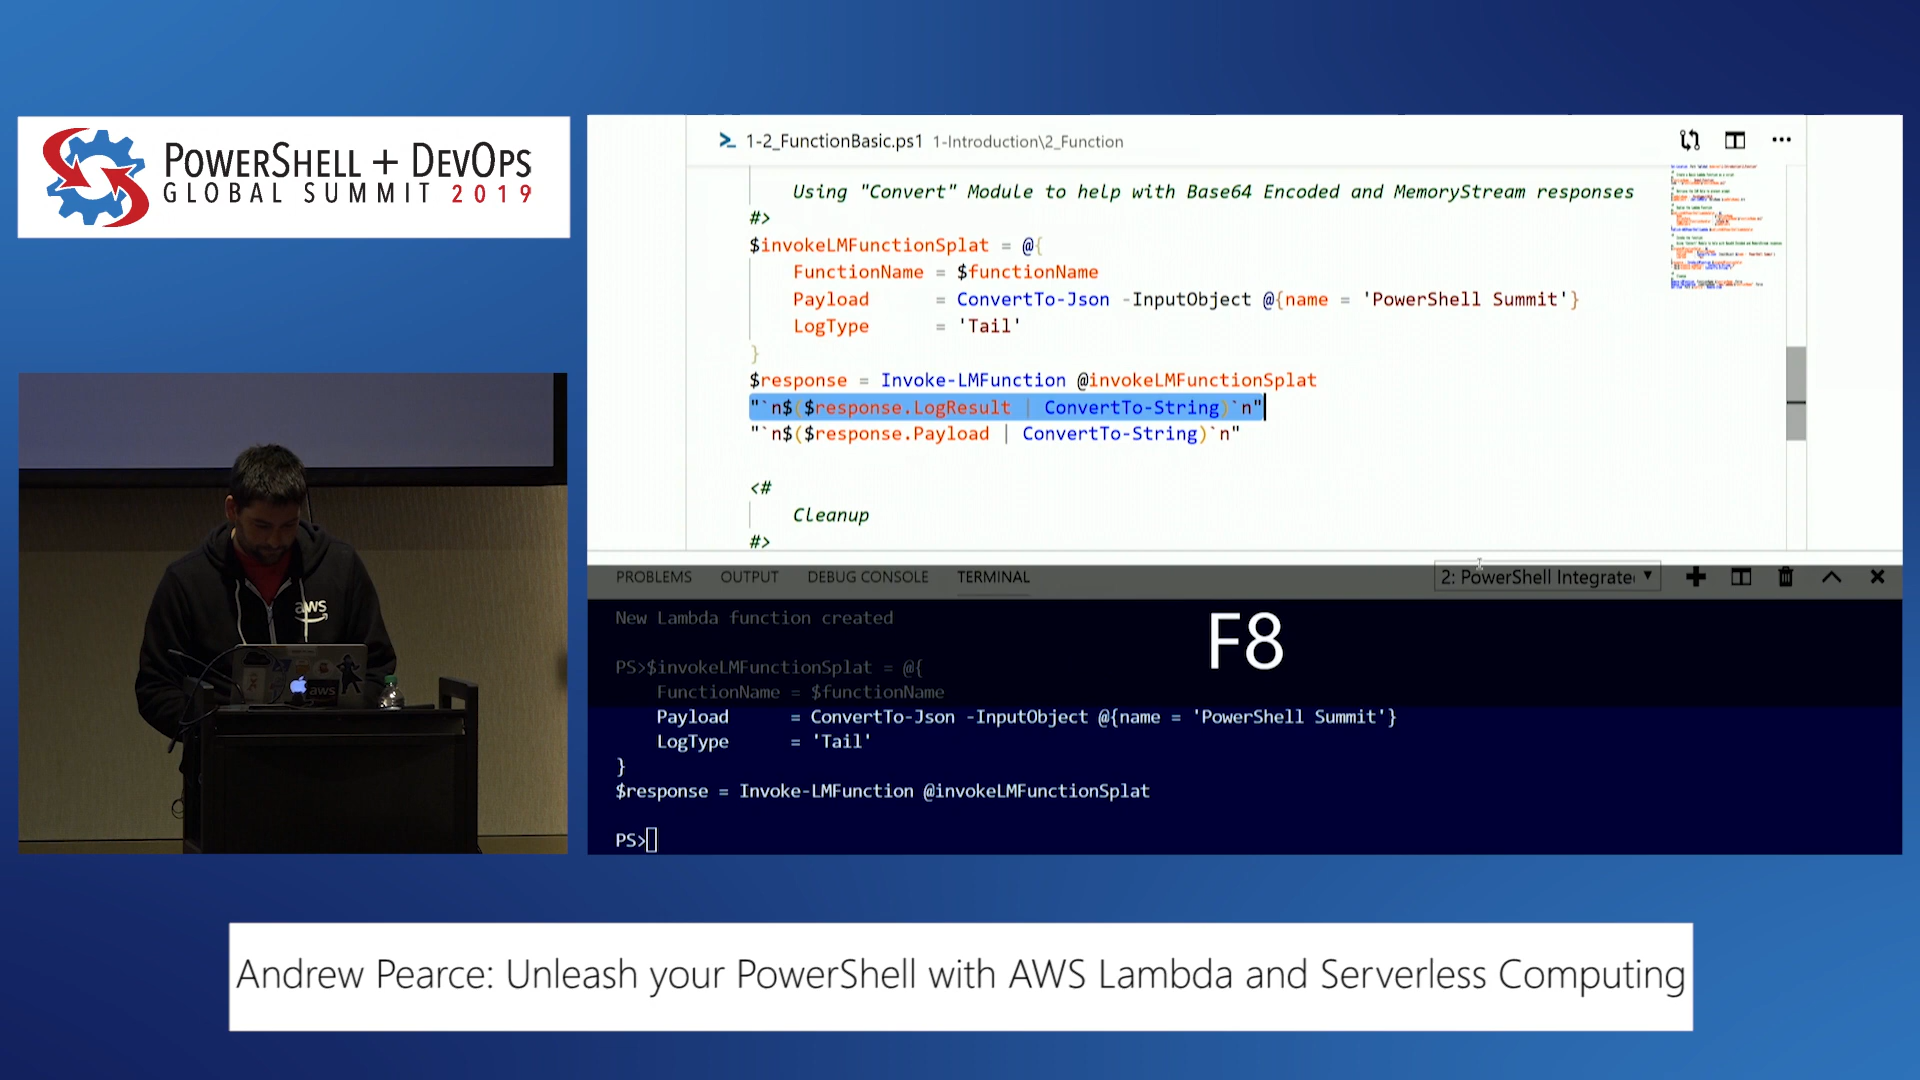 POWERSHELL + DEVOPS
GLOBAL SUMMIT 2019
1-2_FunctionBasic.ps1 1-Introduction\2_Function
Using "Convert" Module to help with Base64 Encoded and MemoryStream responses
#>
$invokeLMFunctionSplat = @{
FunctionName = $functionName
Payload = ConvertTo-Json -InputObject @{name = 'PowerShell Summit'}
LogType = 'Tail'
}
$response = Invoke-LMFunction @invokeLMFunctionSplat
"`n$($response.LogResult | ConvertTo-String)`n"
"`n$($response.Payload | ConvertTo-String)`n"
<#
Cleanup
#>
PROBLEMS OUTPUT DEBUG CONSOLE TERMINAL 2: PowerShell Integrate
New Lambda function created
F8
PS>$invokeLMFunctionSplat = @{
FunctionName = $functionName
Payload = ConvertTo-Json -InputObject @{name = 'PowerShell Summit'}
LogType = 'Tail'
}
$response = Invoke-LMFunction @invokeLMFunctionSplat
PS>
aws
aws
Andrew Pearce: Unleash your PowerShell with AWS Lambda and Serverless Computing